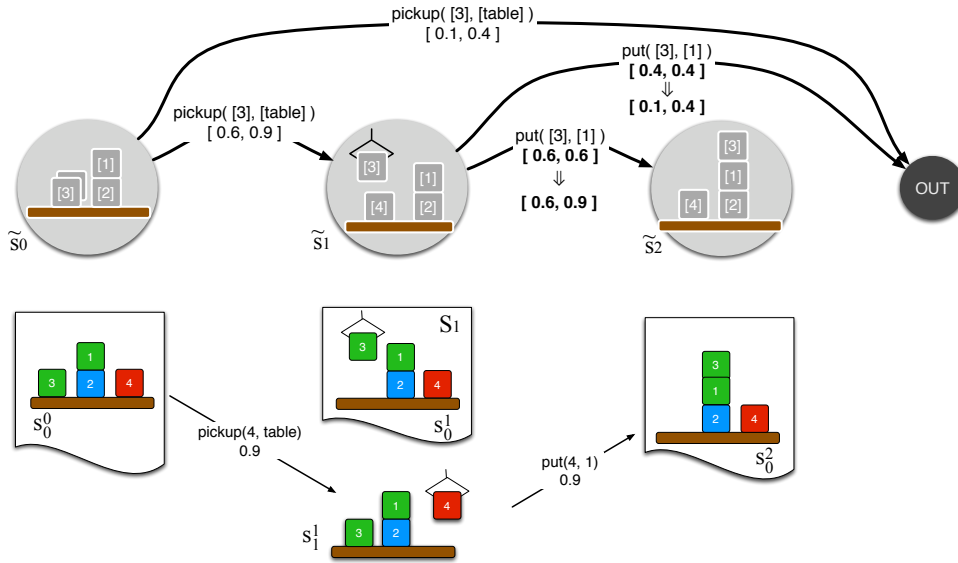 pickup( [3], [table] )
[ 0.1, 0.4 ]
put( [3], [1] )
[ 0.4, 0.4 ]
⇓
[ 0.1, 0.4 ]
pickup( [3], [table] )
[ 0.6, 0.9 ]
put( [3], [1] )
[ 0.6, 0.6 ]
⇓
[ 0.6, 0.9 ]
[1]
[3] [2]
s̃0
[3]
[1]
[4] [2]
s̃1
[3]
[1]
[4] [2]
s̃2
OUT
1
3 2 4
s₀⁰
S₁
3 1
2 4
s₀¹
3
1
2 4
s₀²
pickup(4, table)
0.9
put(4, 1)
0.9
1 4
3 2
s₁¹